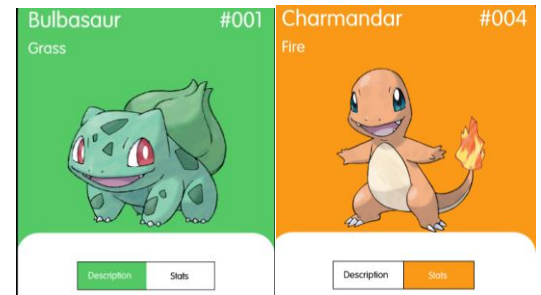 Bulbasaur #001
Grass
Description Stats
Charmandar #004
Fire
Description Stats